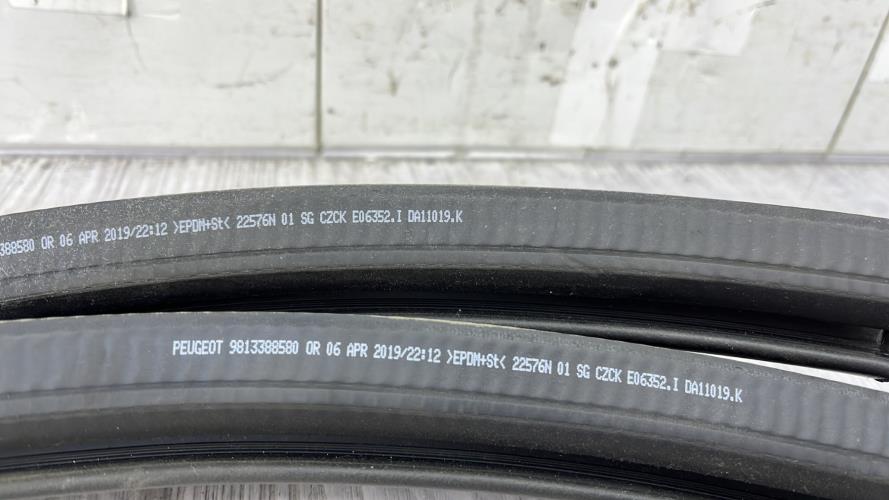 388580 OR 06 APR 2019/22:12 >EPDM+St< 22576N 01 SG CZCK E06352.I DA11019.K
PEUGEOT 9813388580 OR 06 APR 2019/22:12 >EPDM+St< 22576N 01 SG CZCK E06352.I DA11019.K